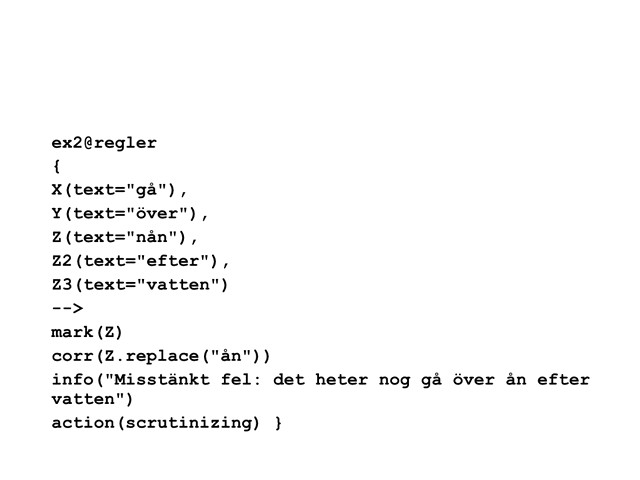 ex2@regler
{
X(text="gå"),
Y(text="över"),
Z(text="nån"),
Z2(text="efter"),
Z3(text="vatten")
-->
mark(Z)
corr(Z.replace("ån"))
info("Misstänkt fel: det heter nog gå över ån efter
vatten")
action(scrutinizing) }